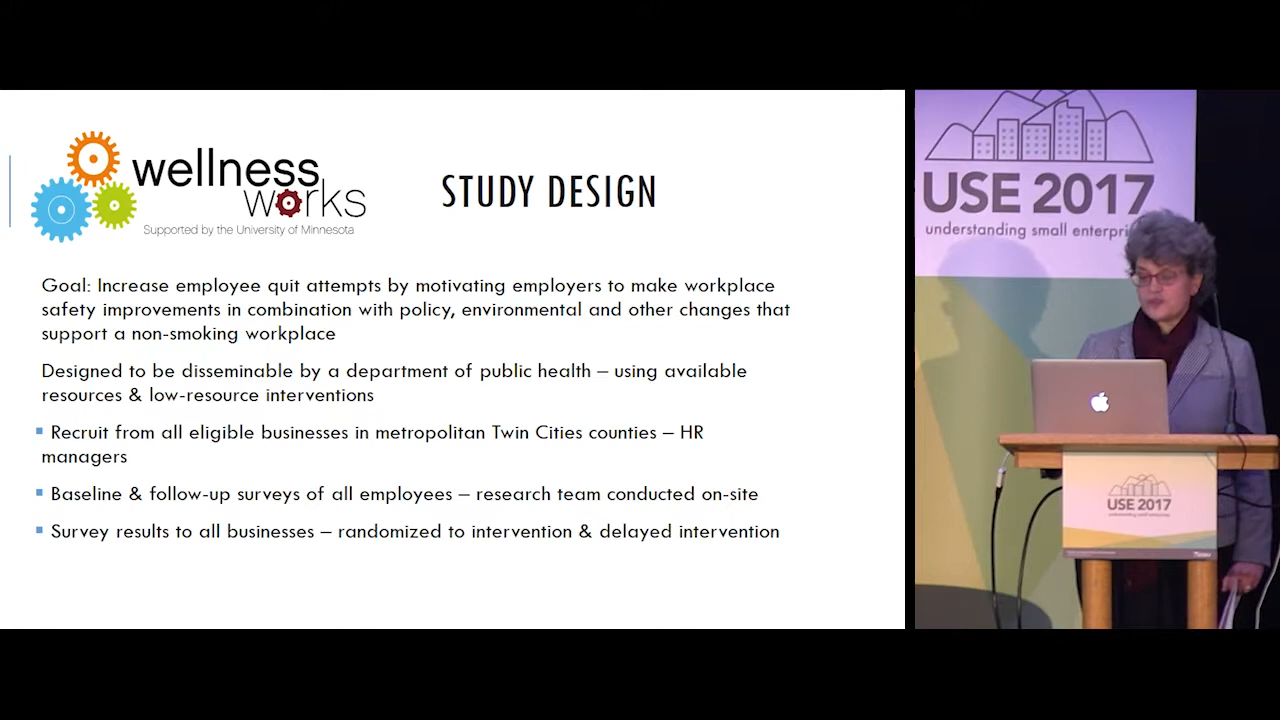 wellness
works
Supported by the University of Minnesota
STUDY DESIGN
Goal: Increase employee quit attempts by motivating employers to make workplace
safety improvements in combination with policy, environmental and other changes that
support a non-smoking workplace
Designed to be disseminable by a department of public health – using available
resources & low-resource interventions
▪ Recruit from all eligible businesses in metropolitan Twin Cities counties – HR
managers
▪ Baseline & follow-up surveys of all employees – research team conducted on-site
▪ Survey results to all businesses – randomized to intervention & delayed intervention
USE 2017
understanding small
USE 2017
understanding small enterprises